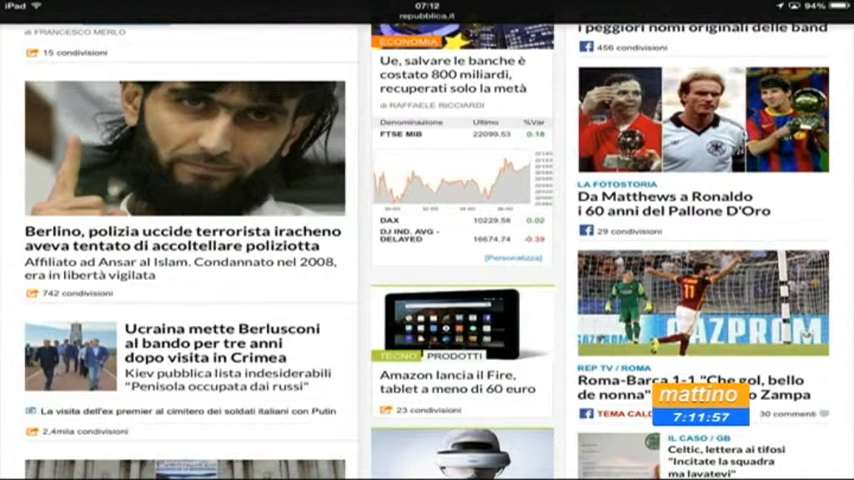 iPad
07:12
94%
repubblica.it
di FRANCESCO MERLO
15 condivisioni
Berlino, polizia uccide terrorista iracheno
aveva tentato di accoltellare poliziotta
Affiliato ad Ansar al Islam. Condannato nel 2008,
era in libertà vigilata
742 condivisioni
Ucraina mette Berlusconi
al bando per tre anni
dopo visita in Crimea
Kiev pubblica lista indesiderabili
"Penisola occupata dai russi"
La visita dell'ex premier al cimitero dei soldati italiani con Putin
2,4mila condivisioni
ECONOMIA
Ue, salvare le banche è
costato 800 miliardi,
recuperati solo la metà
di RAFFAELE RICCIARDI
Denominazione Ultimo %Var
FTSE MIB 22099.53 0.18
DAX 10229.58 0.02
DJ IND. AVG - DELAYED 16674.74 -0.39
[Personalizza]
TECNO PRODOTTI
Amazon lancia il Fire,
tablet a meno di 60 euro
23 condivisioni
i peggiori nomi originali delle band
456 condivisioni
LA FOTOSTORIA
Da Matthews a Ronaldo
i 60 anni del Pallone D'Oro
29 condivisioni
11
GAZPROM
REP TV / ROMA
Roma-Barça 1-1 "Che gol, bello
de nonna" Zampa
TEMA CALD
30 commenti
IL CASO / GB
Celtic, lettera ai tifosi
"Incitate la squadra
ma lavatevi"
mattino
7:11:57